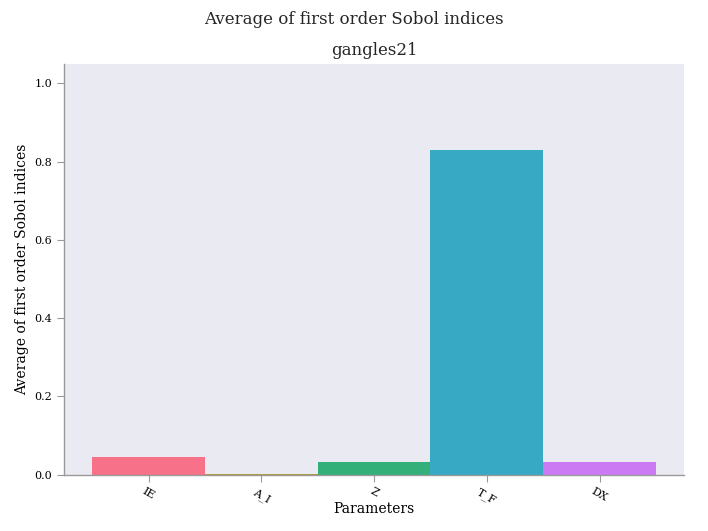 Average of first order Sobol indices
gangles21
Average of first order Sobol indices
1.0
0.8
0.6
0.4
0.2
0.0
IE
A_I
Z
T_F
DX
Parameters